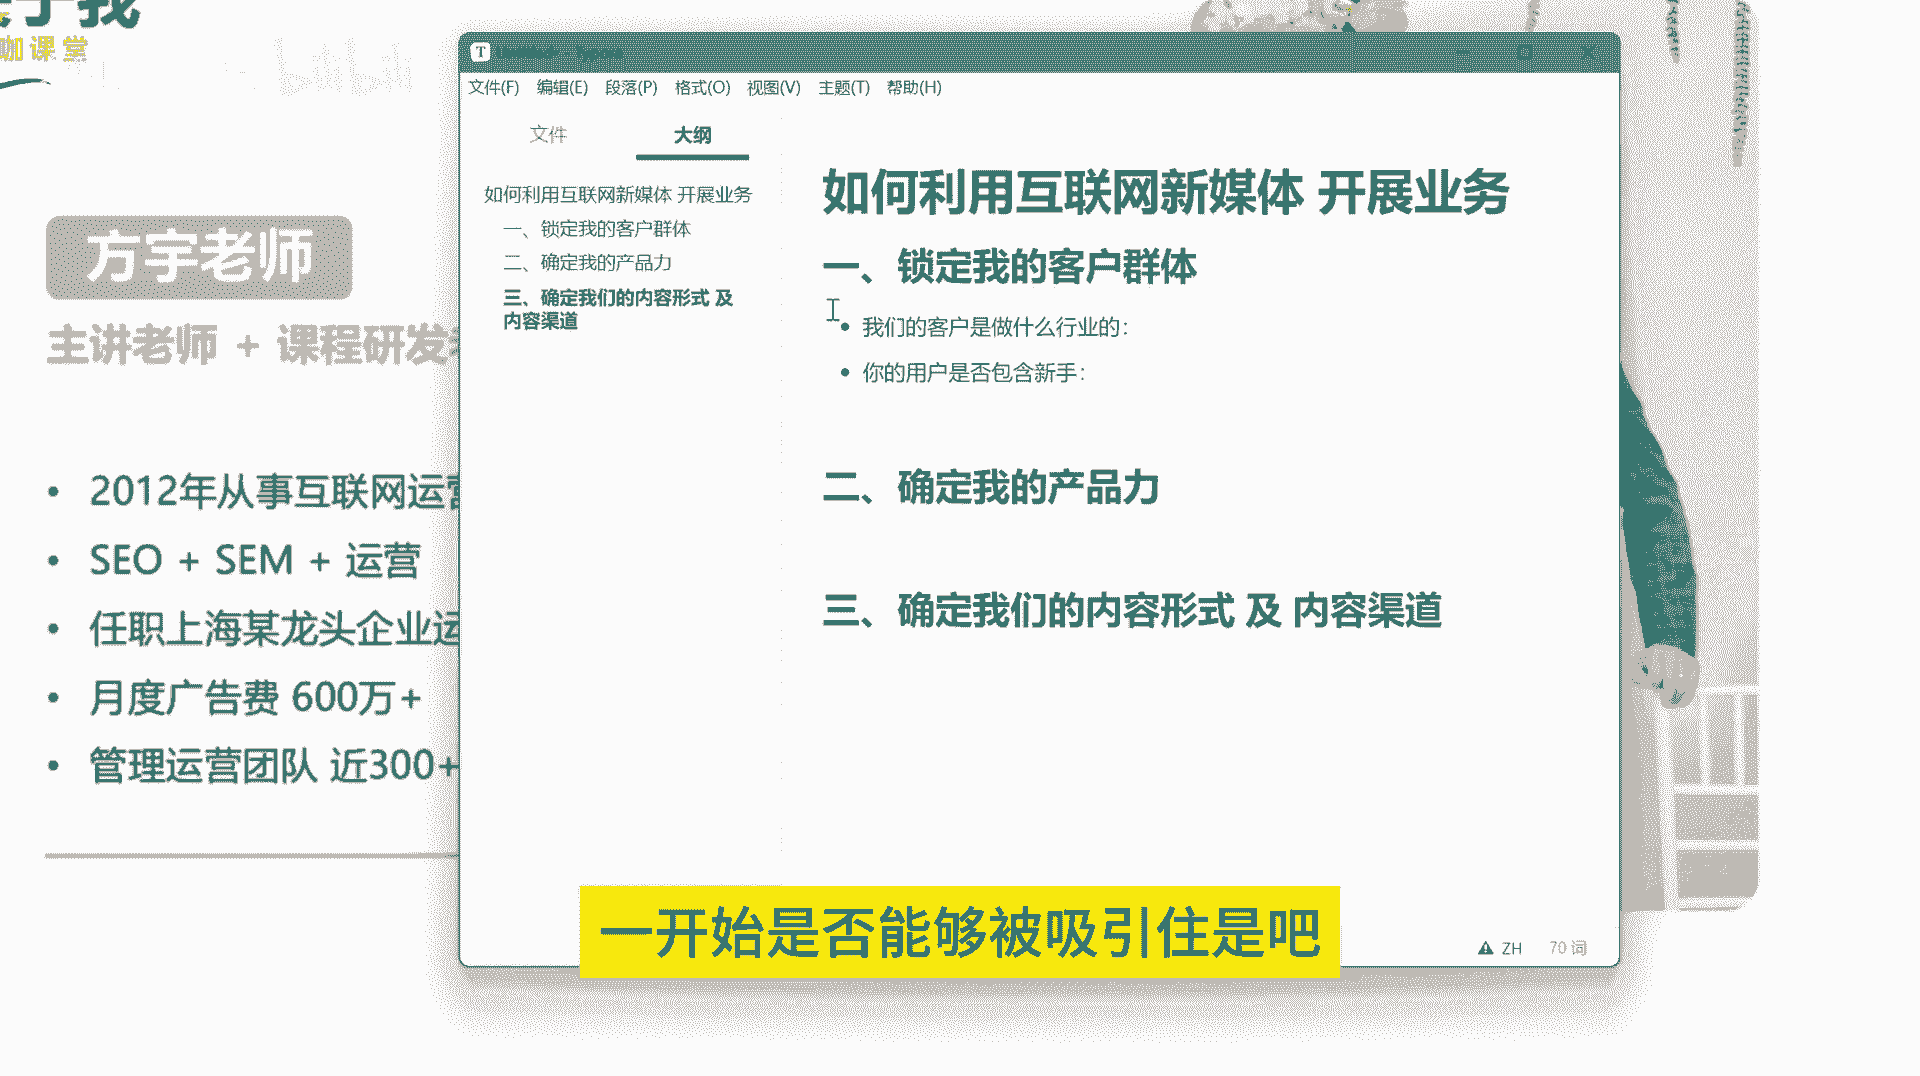 咖课堂
bilibili
方宇老师
主讲老师 + 课程研发
2012年从事互联网运营
SEO + SEM + 运营
任职上海某龙头企业运
月度广告费 600万+
管理运营团队 近300+
文件(F) 编辑(E) 段落(P) 格式(O) 视图(V) 主题(T) 帮助(H)
文件 大纲
如何利用互联网新媒体 开展业务
一、锁定我的客户群体
二、确定我的产品力
三、确定我们的内容形式 及
内容渠道
如何利用互联网新媒体 开展业务
一、锁定我的客户群体
我们的客户是做什么行业的：
你的用户是否包含新手：
二、确定我的产品力
三、确定我们的内容形式 及 内容渠道
ZH 70 词
一开始是否能够被吸引住是吧